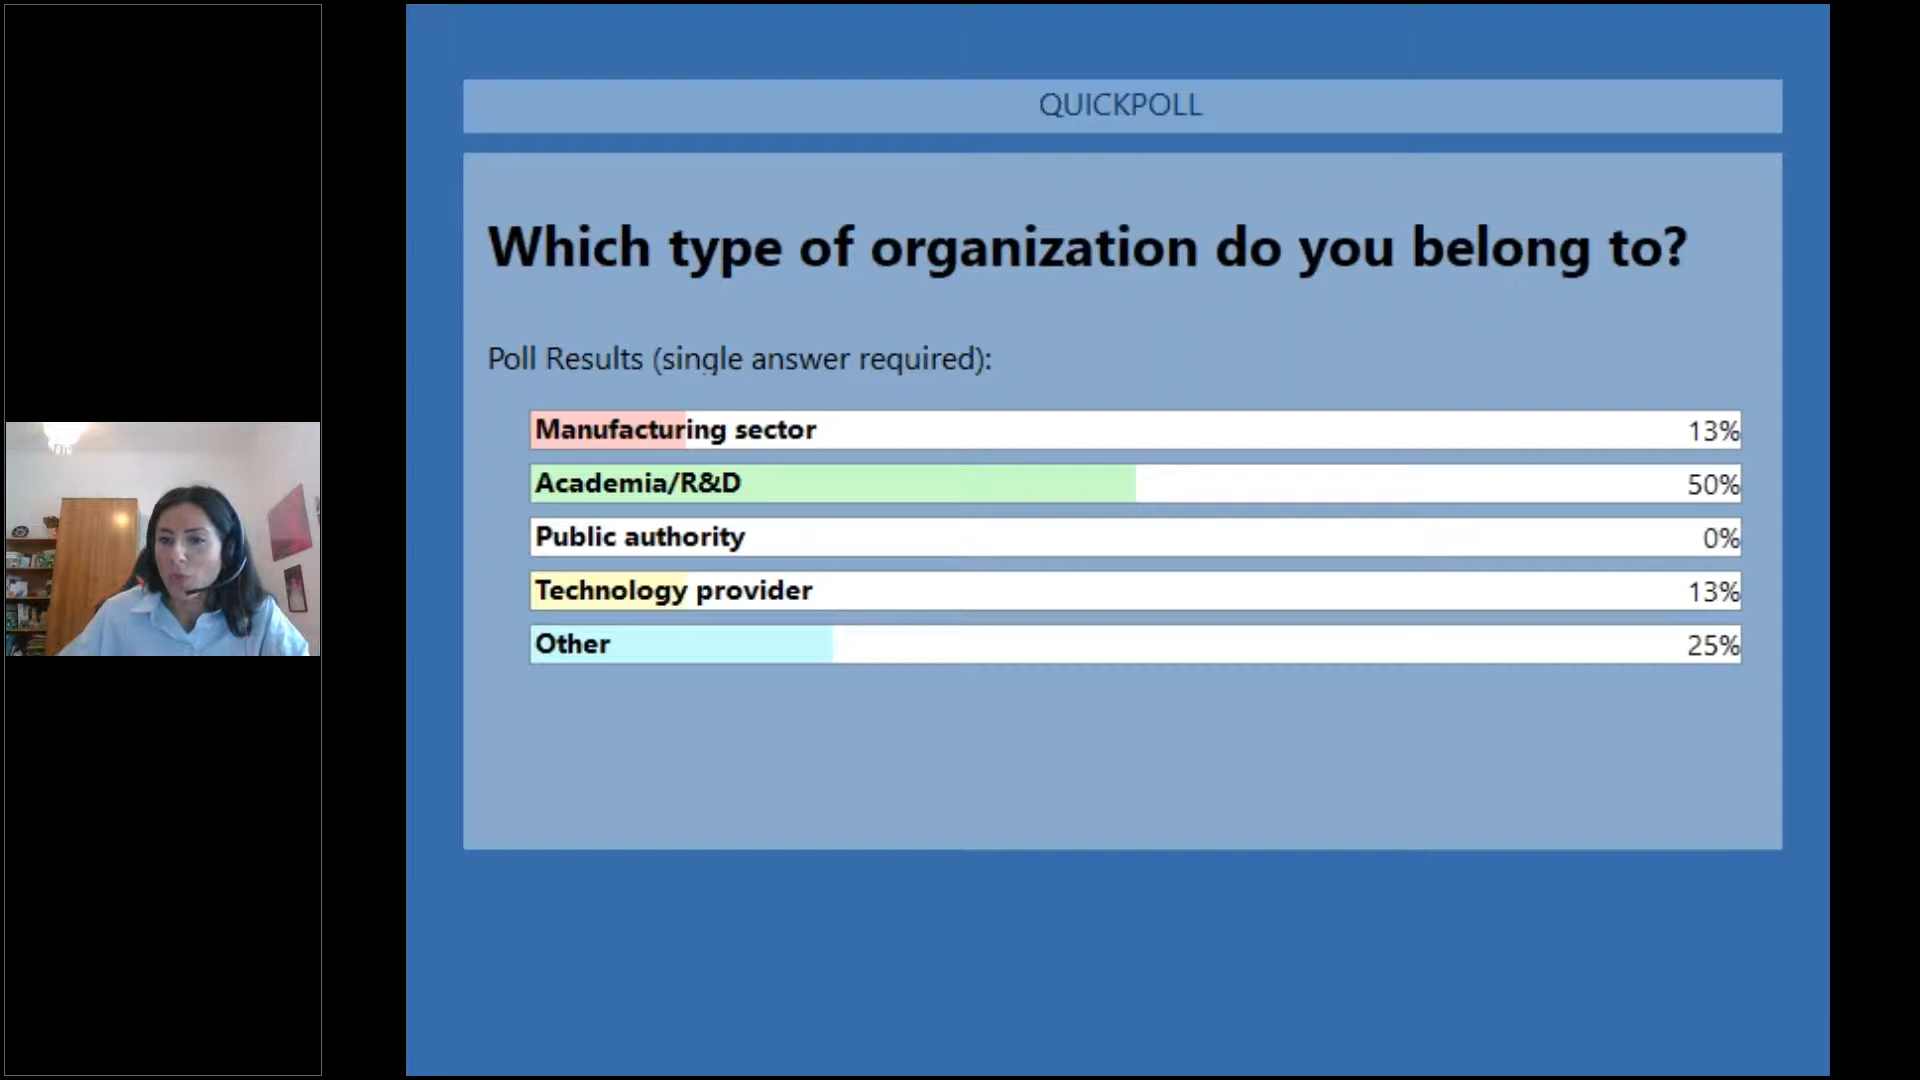 QUICKPOLL
Which type of organization do you belong to?
Poll Results (single answer required):
Manufacturing sector 13%
Academia/R&D 50%
Public authority 0%
Technology provider 13%
Other 25%